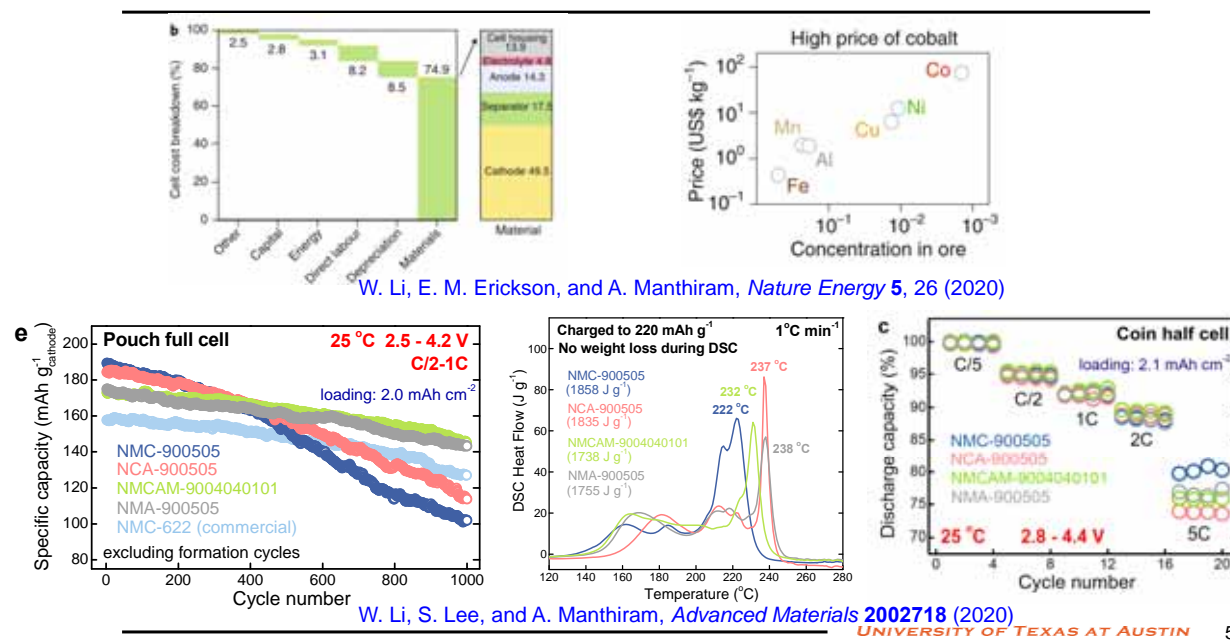 b
Cell cost breakdown (%)
100
80
60
40
20
0
2.5
2.8
3.1
8.2
8.5
74.9
Other
Capital
Energy
Direct labour
Depreciation
Materials
Cell housing
13.9
Electrolyte 4.8
Anode 14.3
Separator 17.5
Cathode 49.5
Material
High price of cobalt
Price (US$ kg⁻¹)
10²
10¹
10⁰
10⁻¹
Co
Ni
Cu
Mn
Al
Fe
10⁻¹
10⁻²
10⁻³
Concentration in ore
W. Li, E. M. Erickson, and A. Manthiram, Nature Energy 5, 26 (2020)
e
Specific capacity (mAh g⁻¹cathode)
200
180
160
140
120
100
80
Pouch full cell
25 °C 2.5 - 4.2 V
C/2-1C
loading: 2.0 mAh cm⁻²
NMC-900505
NCA-900505
NMCAM-9004040101
NMA-900505
NMC-622 (commercial)
excluding formation cycles
0
200
400
600
800
1000
Cycle number
DSC Heat Flow (J g⁻¹)
100
80
60
40
20
0
Charged to 220 mAh g⁻¹
1°C min⁻¹
No weight loss during DSC
NMC-900505
(1858 J g⁻¹)
NCA-900505
(1835 J g⁻¹)
NMCAM-9004040101
(1738 J g⁻¹)
NMA-900505
(1755 J g⁻¹)
237 °C
232 °C
222 °C
238 °C
120
140
160
180
200
220
240
260
280
Temperature (°C)
c
Discharge capacity (%)
100
95
90
85
80
75
70
Coin half cell
loading: 2.1 mAh cm⁻²
C/5
C/2
1C
2C
5C
NMC-900505
NCA-900505
NMCAM-9004040101
NMA-900505
25 °C
2.8 - 4.4 V
0
4
8
12
16
20
Cycle number
W. Li, S. Lee, and A. Manthiram, Advanced Materials 2002718 (2020)
UNIVERSITY OF TEXAS AT AUSTIN